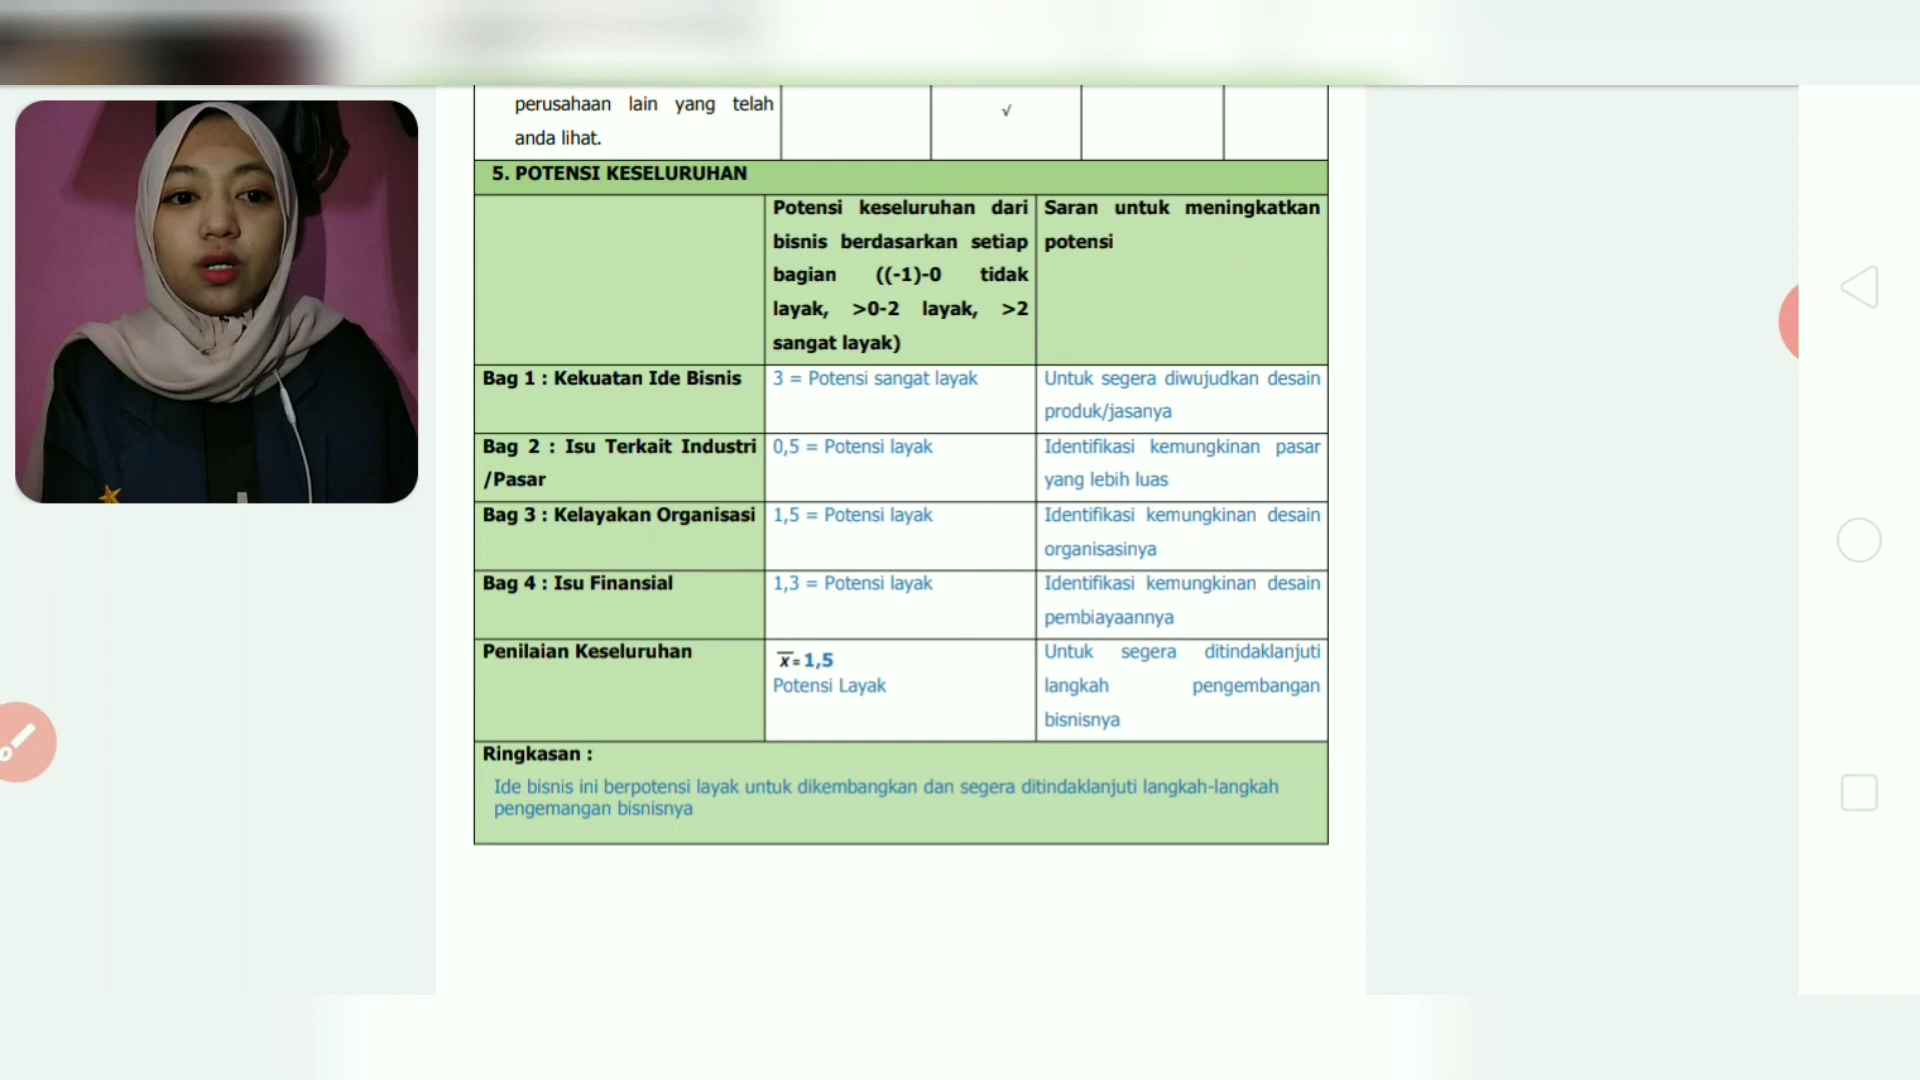 perusahaan lain yang telah
anda lihat.
√
5. POTENSI KESELURUHAN
Potensi keseluruhan dari
bisnis berdasarkan setiap
bagian ((-1)-0 tidak
layak, >0-2 layak, >2
sangat layak)
Saran untuk meningkatkan
potensi
Bag 1 : Kekuatan Ide Bisnis
3 = Potensi sangat layak
Untuk segera diwujudkan desain
produk/jasanya
Bag 2 : Isu Terkait Industri
/Pasar
0,5 = Potensi layak
Identifikasi kemungkinan pasar
yang lebih luas
Bag 3 : Kelayakan Organisasi
1,5 = Potensi layak
Identifikasi kemungkinan desain
organisasinya
Bag 4 : Isu Finansial
1,3 = Potensi layak
Identifikasi kemungkinan desain
pembiayaannya
Penilaian Keseluruhan
x̅= 1,5
Potensi Layak
Untuk segera ditindaklanjuti
langkah pengembangan
bisnisnya
Ringkasan :
Ide bisnis ini berpotensi layak untuk dikembangkan dan segera ditindaklanjuti langkah-langkah
pengemangan bisnisnya